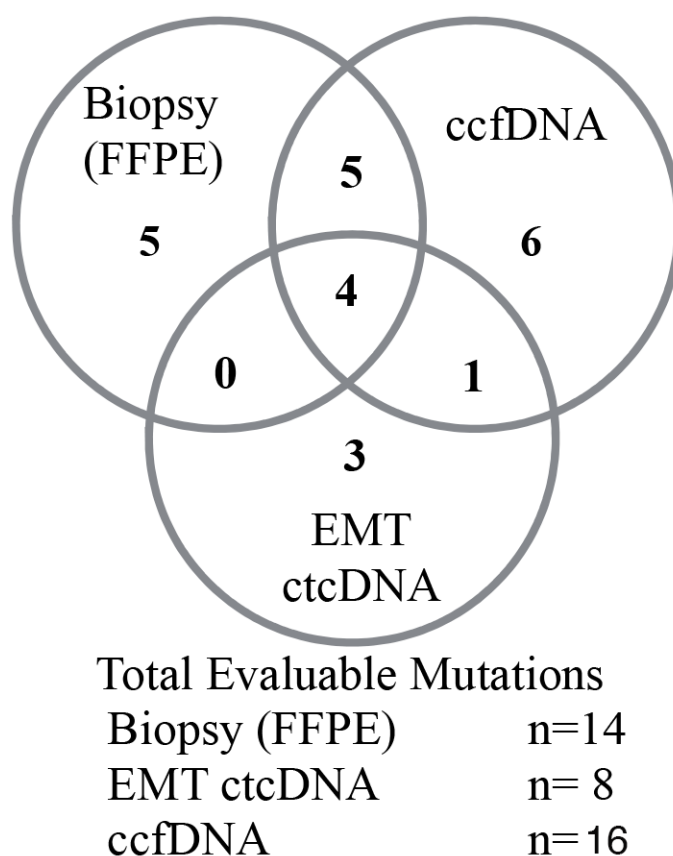 Biopsy
(FFPE)
ccfDNA
5
5
6
4
0
1
3
EMT
ctcDNA
Total Evaluable Mutations
Biopsy (FFPE) n=14
EMT ctcDNA n= 8
ccfDNA n=16